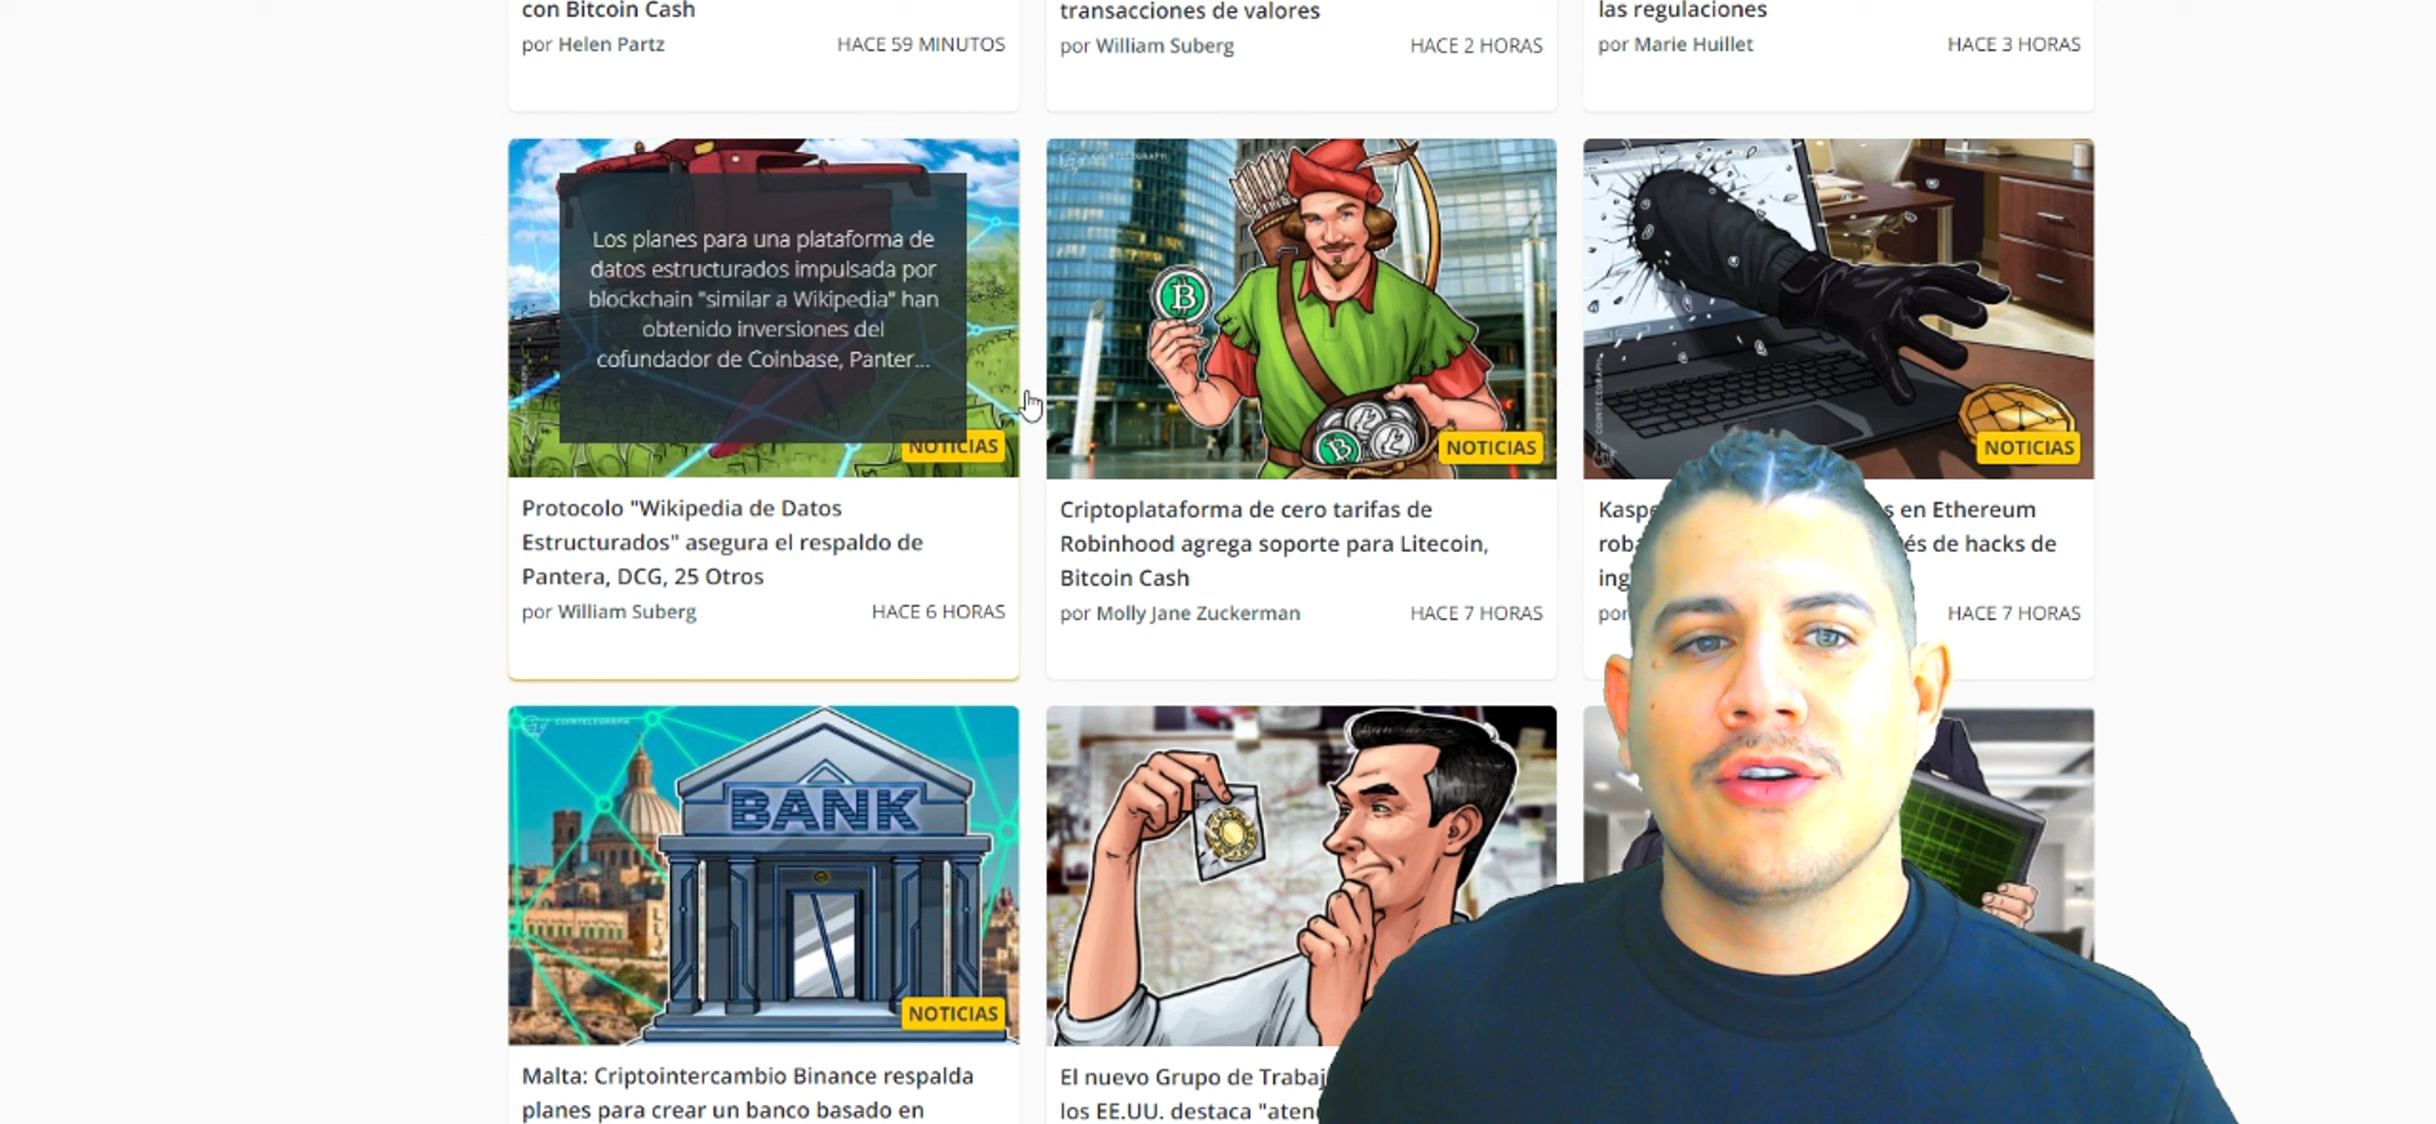 con Bitcoin Cash
por Helen Partz HACE 59 MINUTOS
transacciones de valores
por William Suberg HACE 2 HORAS
las regulaciones
por Marie Huillet HACE 3 HORAS
Los planes para una plataforma de
datos estructurados impulsada por
blockchain "similar a Wikipedia" han
obtenido inversiones del
cofundador de Coinbase, Panter...
NOTICIAS
Protocolo "Wikipedia de Datos
Estructurados" asegura el respaldo de
Pantera, DCG, 25 Otros
por William Suberg HACE 6 HORAS
COINTELEGRAPH
NOTICIAS
Criptoplataforma de cero tarifas de
Robinhood agrega soporte para Litecoin,
Bitcoin Cash
por Molly Jane Zuckerman HACE 7 HORAS
COINTELEGRAPH
NOTICIAS
en Ethereum
de hacks de
por HACE 7 HORAS
COINTELEGRAPH
BANK
NOTICIAS
Malta: Criptointercambio Binance respalda
planes para crear un banco basado en
El nuevo Grupo de
los EE.UU. destaca